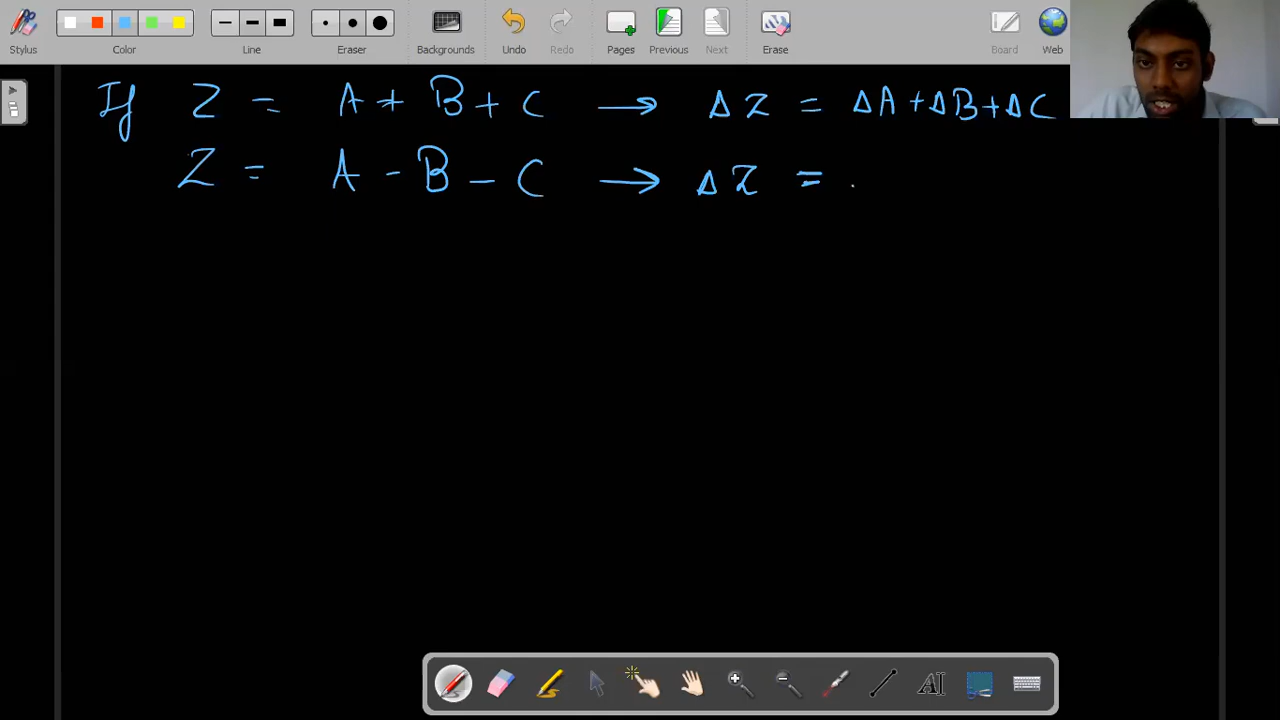 Stylus Color Line Eraser Backgrounds Undo Redo Pages Previous Next Erase Board Web
If Z = A + B + C → ΔZ = ΔA + ΔB + ΔC
Z = A - B - C → ΔZ =
AI